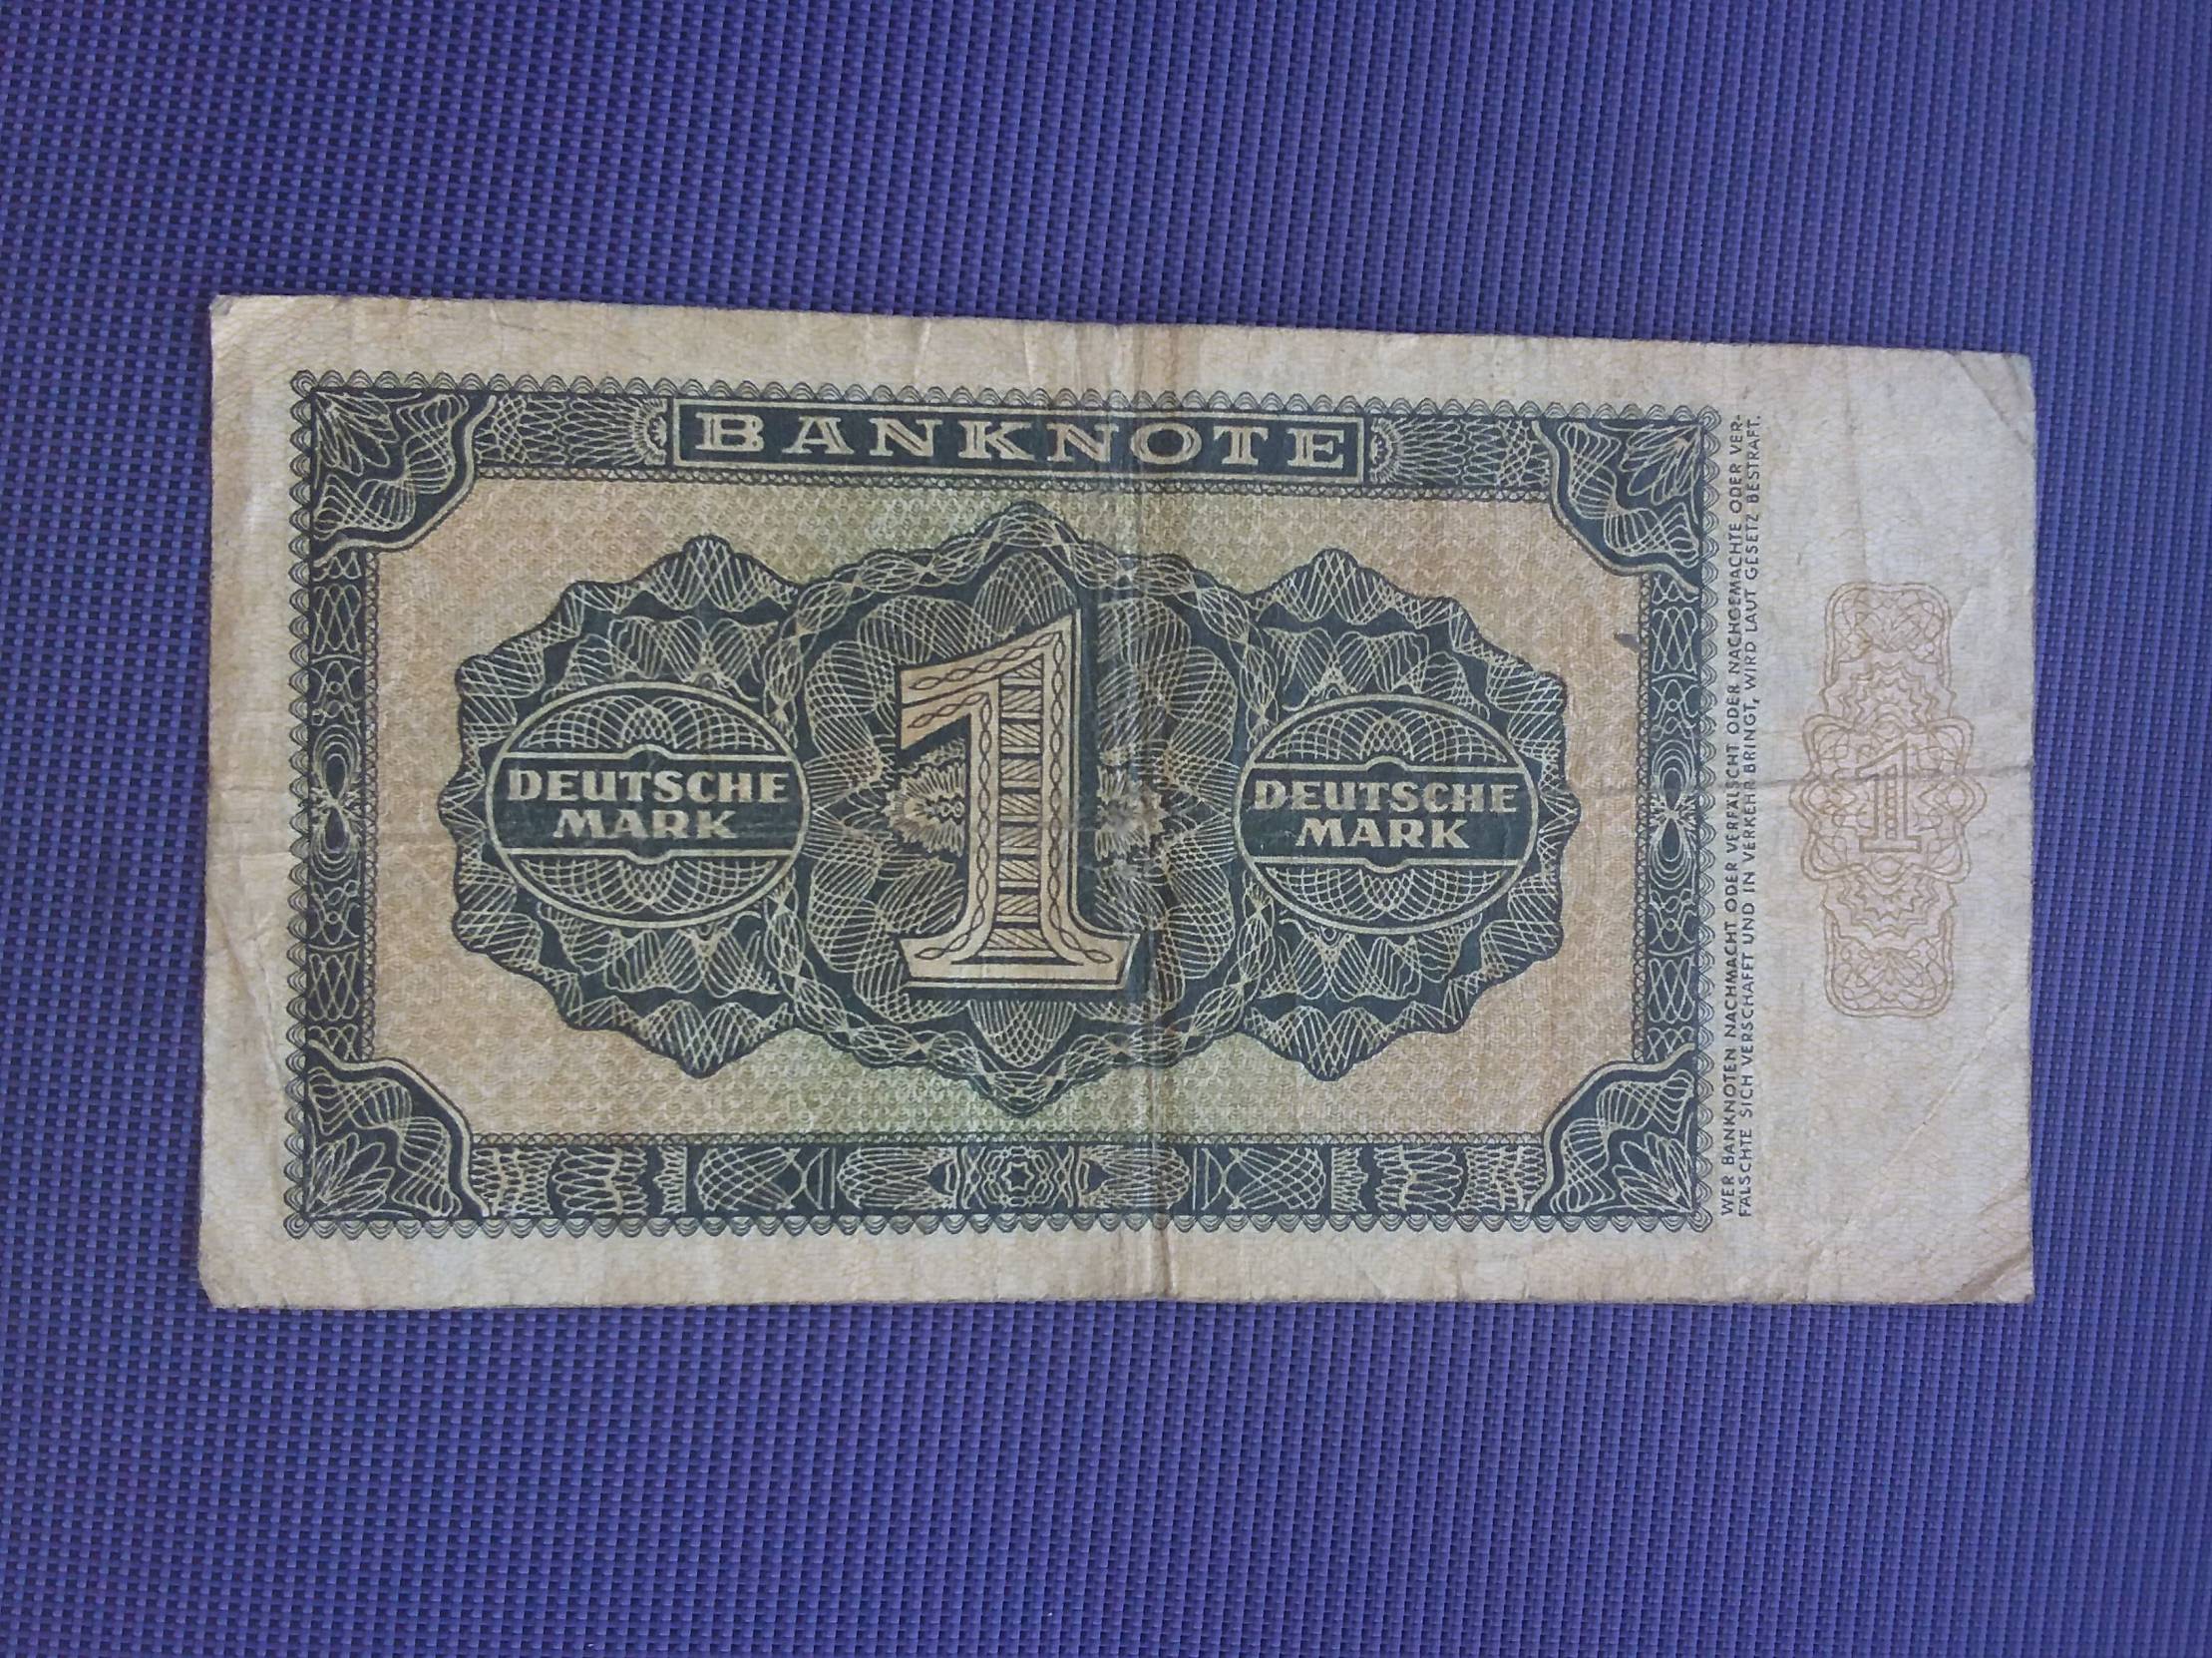 BANKNOTE
DEUTSCHE
MARK
1
DEUTSCHE
MARK
WER BANKNOTEN NACHMACHT ODER VERFÄLSCHT ODER NACHGEMACHTE ODER VER-
FÄLSCHTE SICH VERSCHAFFT UND IN VERKEHR BRINGT, WIRD LAUT GESETZ BESTRAFT.
1